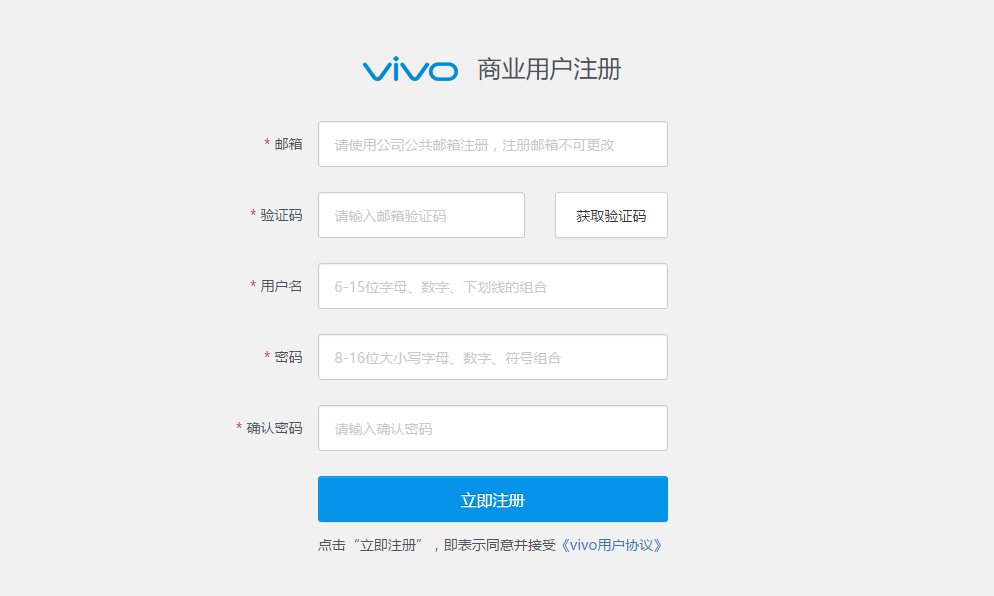 vivo 商业用户注册
* 邮箱 请使用公司公共邮箱注册，注册邮箱不可更改
* 验证码 请输入邮箱验证码 获取验证码
* 用户名 6-15位字母、数字、下划线的组合
* 密码 8-16位大小写字母、数字、符号组合
* 确认密码 请输入确认密码
立即注册
点击“立即注册”，即表示同意并接受《vivo用户协议》